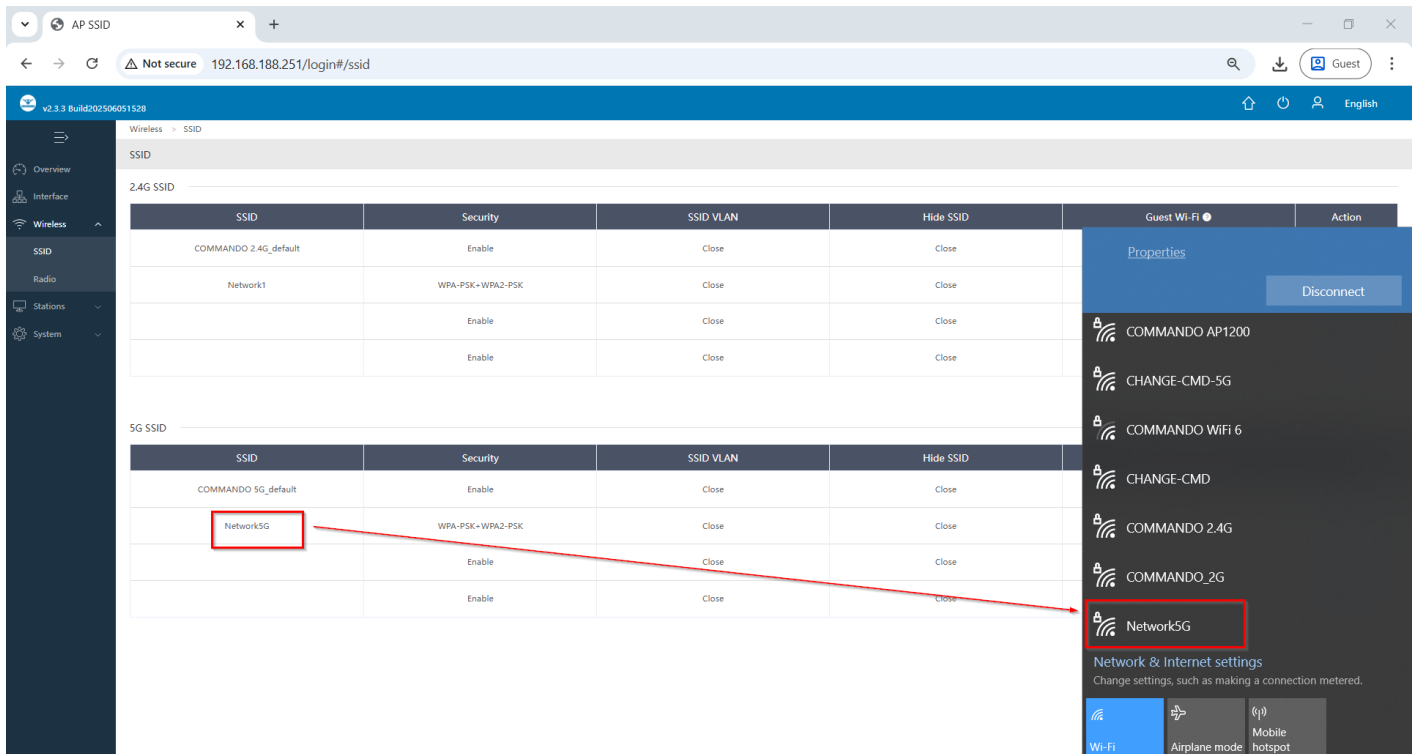 AP SSID
Not secure 192.168.188.251/login#/ssid
Guest
v2.3.3 Build202506051528
English
Wireless > SSID
SSID
Overview
Interface
Wireless
SSID
Radio
Stations
System
2.4G SSID
SSID Security SSID VLAN Hide SSID Guest Wi-Fi Action
COMMANDO 2.4G_default Enable Close Close
Network1 WPA-PSK+WPA2-PSK Close Close
Enable Close Close
Enable Close Close
5G SSID
SSID Security SSID VLAN Hide SSID
COMMANDO 5G_default Enable Close Close
Network5G WPA-PSK+WPA2-PSK Close Close
Enable Close Close
Enable Close Close
Properties
Disconnect
COMMANDO AP1200
CHANGE-CMD-5G
COMMANDO WiFi 6
CHANGE-CMD
COMMANDO 2.4G
COMMANDO_2G
Network5G
Network & Internet settings
Change settings, such as making a connection metered.
Wi-Fi
Airplane mode
Mobile
hotspot